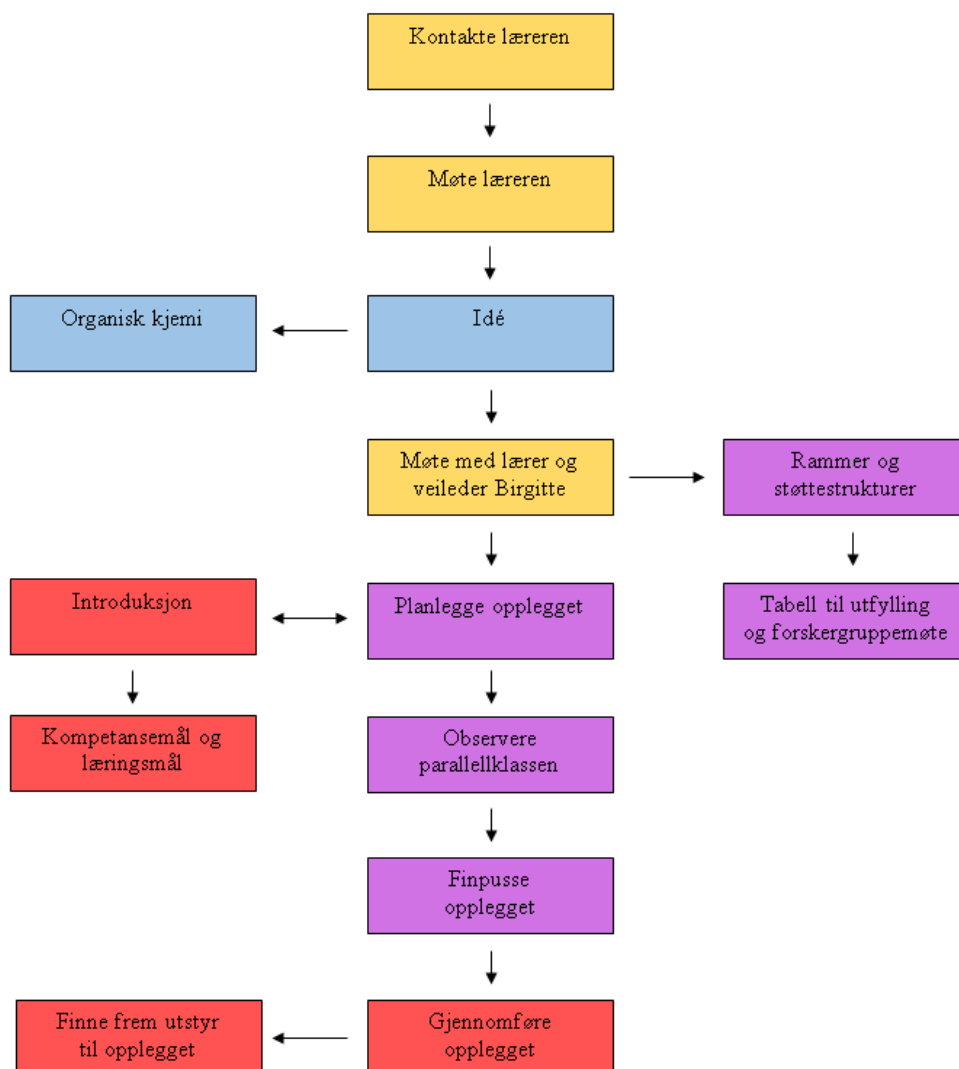 Kontakte læreren
Møte læreren
Organisk kjemi
Idé
Møte med lærer og
veileder Birgitte
Rammer og
støttestrukturer
Introduksjon
Planlegge opplegget
Tabell til utfylling
og forskergruppemøte
Kompetansemål og
læringsmål
Observere
parallellklassen
Finpusse
opplegget
Finne frem utstyr
til opplegget
Gjennomføre
opplegget